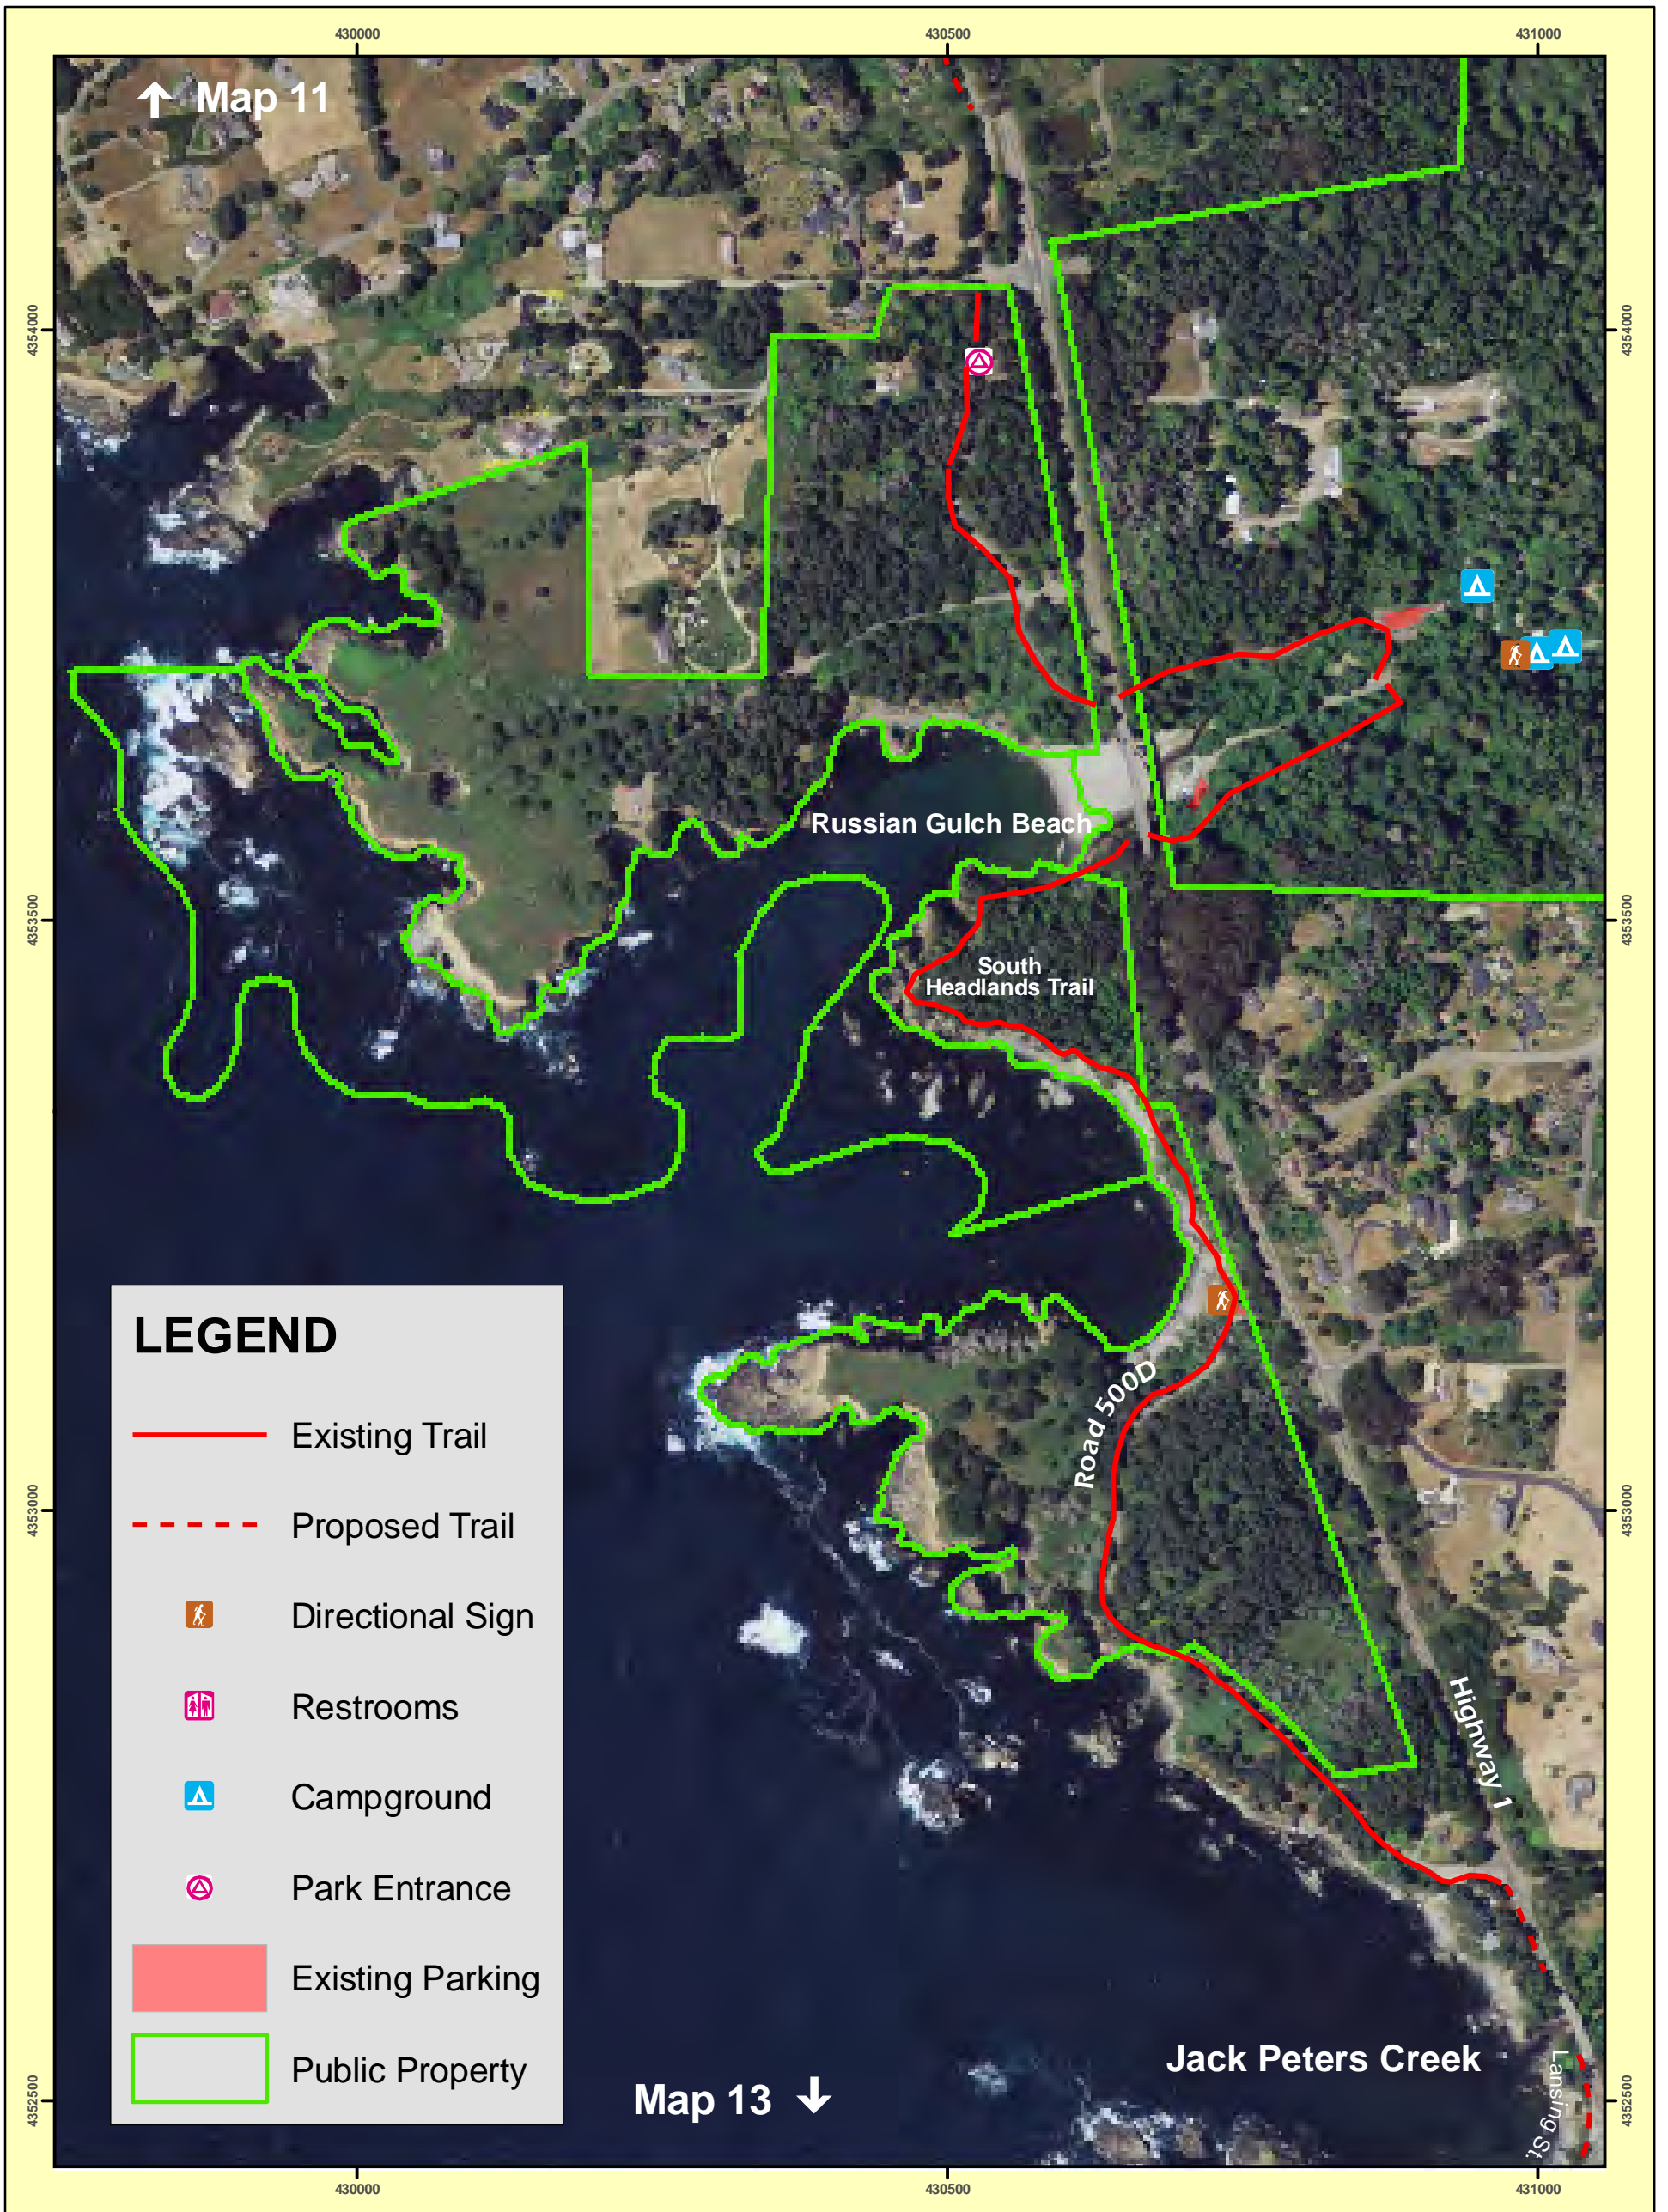 430000
430500
431000
Map 11
4354000
4354000
Russian Gulch Beach
4353500
4353500
South
Headlands Trail
Road 500D
4353000
4353000
Highway 1
LEGEND
Existing Trail
Proposed Trail
Directional Sign
Restrooms
Campground
Park Entrance
Existing Parking
Public Property
Jack Peters Creek
Lansing St.
Map 13
4352500
4352500
430000
430500
431000